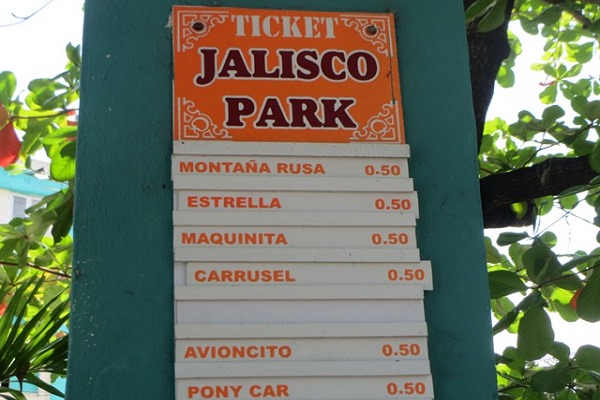 TICKET
JALISCO
PARK
MONTAÑA RUSA 0.50
ESTRELLA 0.50
MAQUINITA 0.50
CARRUSEL 0.50
AVIONCITO 0.50
PONY CAR 0.50